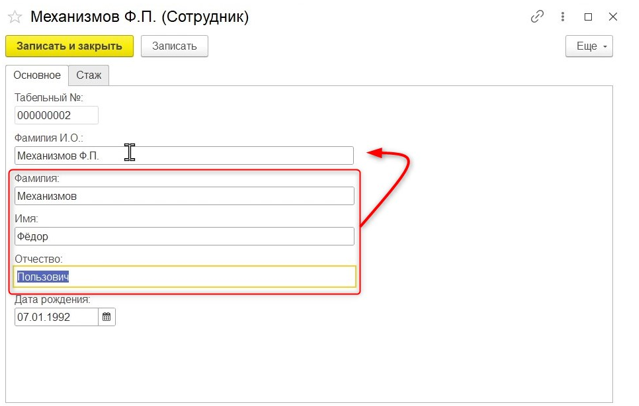 Механизмов Ф.П. (Сотрудник)
Записать и закрыть Записать Еще
Основное Стаж
Табельный №:
000000002
Фамилия И.О.:
Механизмов Ф.П.
Фамилия:
Механизмов
Имя:
Фёдор
Отчество:
Пользович
Дата рождения:
07.01.1992